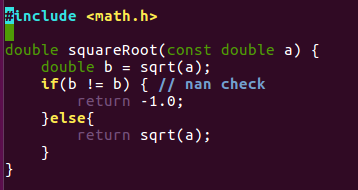 #include <math.h>

double squareRoot(const double a) {
    double b = sqrt(a);
    if(b != b) { // nan check
        return -1.0;
    }else{
        return sqrt(a);
    }
}